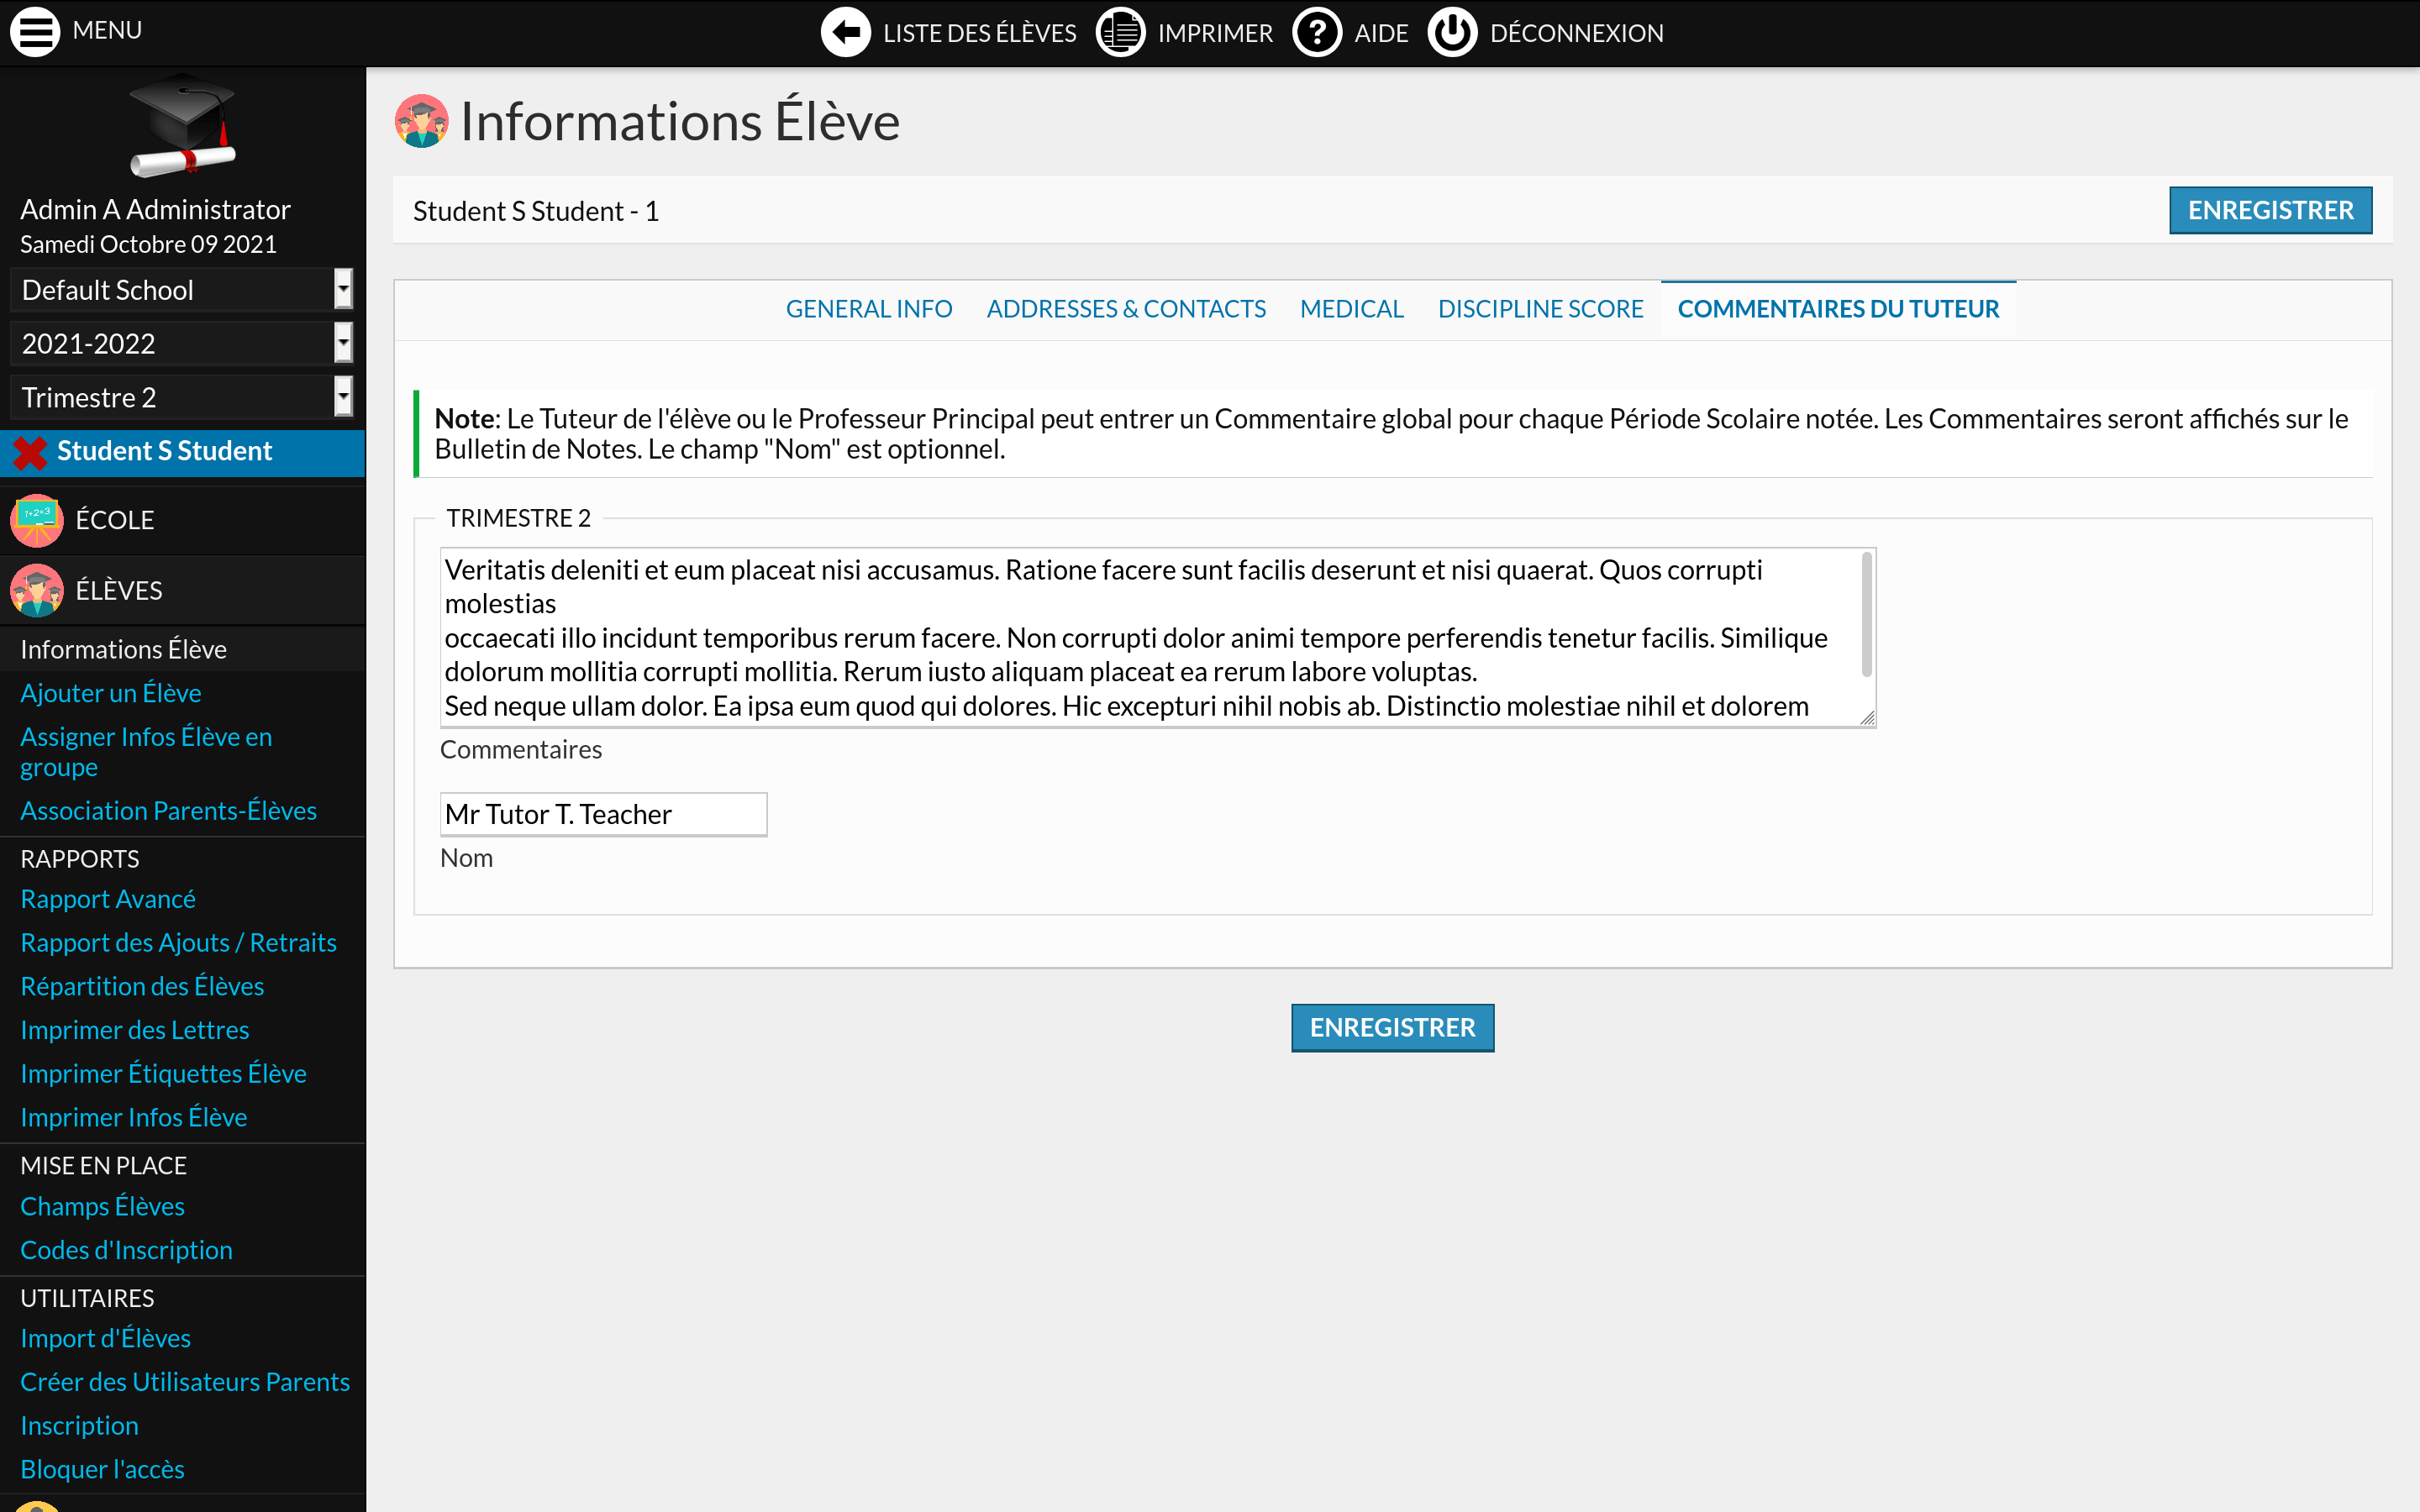 MENU
LISTE DES ÉLÈVES
IMPRIMER
AIDE
DÉCONNEXION
Admin A Administrator
Samedi Octobre 09 2021
Default School
2021-2022
Trimestre 2
Student S Student
1+2=3
ÉCOLE
ÉLÈVES
Informations Élève
Ajouter un Élève
Assigner Infos Élève en
groupe
Association Parents-Élèves
RAPPORTS
Rapport Avancé
Rapport des Ajouts / Retraits
Répartition des Élèves
Imprimer des Lettres
Imprimer Étiquettes Élève
Imprimer Infos Élève
MISE EN PLACE
Champs Élèves
Codes d'Inscription
UTILITAIRES
Import d'Élèves
Créer des Utilisateurs Parents
Inscription
Bloquer l'accès
Informations Élève
Student S Student - 1
ENREGISTRER
GENERAL INFO
ADDRESSES & CONTACTS
MEDICAL
DISCIPLINE SCORE
COMMENTAIRES DU TUTEUR
Note: Le Tuteur de l'élève ou le Professeur Principal peut entrer un Commentaire global pour chaque Période Scolaire notée. Les Commentaires seront affichés sur le
Bulletin de Notes. Le champ "Nom" est optionnel.
TRIMESTRE 2
Veritatis deleniti et eum placeat nisi accusamus. Ratione facere sunt facilis deserunt et nisi quaerat. Quos corrupti
molestias
occaecati illo incidunt temporibus rerum facere. Non corrupti dolor animi tempore perferendis tenetur facilis. Similique
dolorum mollitia corrupti mollitia. Rerum iusto aliquam placeat ea rerum labore voluptas.
Sed neque ullam dolor. Ea ipsa eum quod qui dolores. Hic excepturi nihil nobis ab. Distinctio molestiae nihil et dolorem
Commentaires
Mr Tutor T. Teacher
Nom
ENREGISTRER